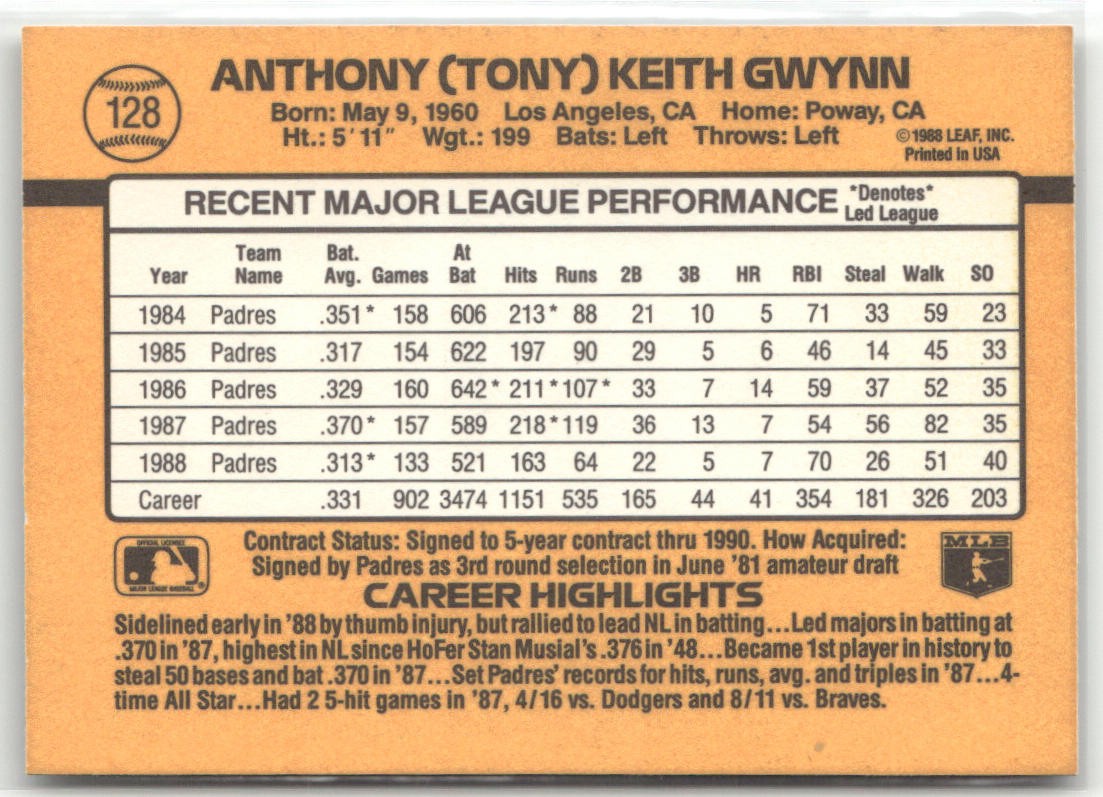 128
ANTHONY (TONY) KEITH GWYNN
Born: May 9, 1960 Los Angeles, CA Home: Poway, CA
Ht.: 5' 11" Wgt.: 199 Bats: Left Throws: Left
©1988 LEAF, INC.
Printed in USA
RECENT MAJOR LEAGUE PERFORMANCE *Denotes* Led League
Year Team Name Bat. Avg. Games At Bat Hits Runs 2B 3B HR RBI Steal Walk SO
1984 Padres .351* 158 606 213* 88 21 10 5 71 33 59 23
1985 Padres .317 154 622 197 90 29 5 6 46 14 45 33
1986 Padres .329 160 642* 211* 107* 33 7 14 59 37 52 35
1987 Padres .370* 157 589 218* 119 36 13 7 54 56 82 35
1988 Padres .313* 133 521 163 64 22 5 7 70 26 51 40
Career .331 902 3474 1151 535 165 44 41 354 181 326 203
OFFICIAL LICENSEE
MAJOR LEAGUE BASEBALL
Contract Status: Signed to 5-year contract thru 1990. How Acquired:
Signed by Padres as 3rd round selection in June '81 amateur draft
MLB
CAREER HIGHLIGHTS
Sidelined early in '88 by thumb injury, but rallied to lead NL in batting...Led majors in batting at
.370 in '87, highest in NL since HoFer Stan Musial's .376 in '48...Became 1st player in history to
steal 50 bases and bat .370 in '87...Set Padres' records for hits, runs, avg. and triples in '87...4-
time All Star...Had 2 5-hit games in '87, 4/16 vs. Dodgers and 8/11 vs. Braves.